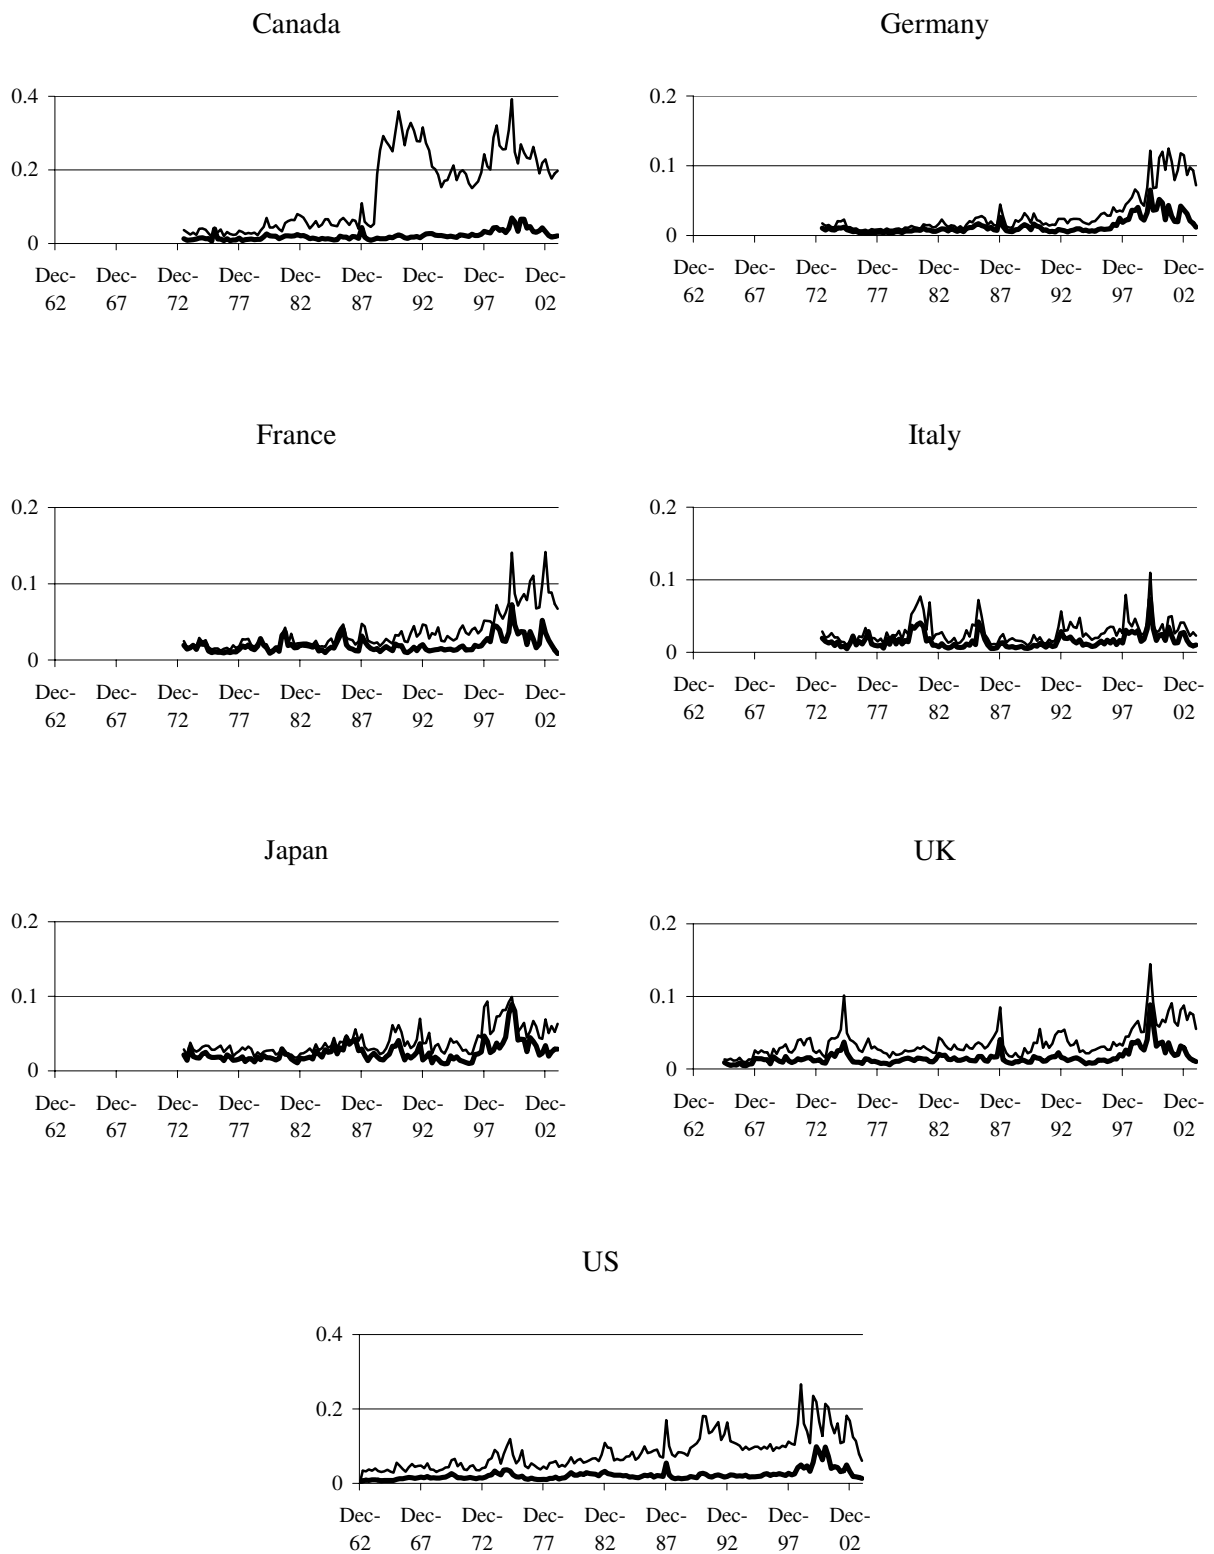 Canada
0.4
0.2
0
Dec- Dec- Dec- Dec- Dec- Dec- Dec- Dec- Dec-
62 67 72 77 82 87 92 97 02
Germany
0.2
0.1
0
Dec- Dec- Dec- Dec- Dec- Dec- Dec- Dec- Dec-
62 67 72 77 82 87 92 97 02
France
0.2
0.1
0
Dec- Dec- Dec- Dec- Dec- Dec- Dec- Dec- Dec-
62 67 72 77 82 87 92 97 02
Italy
0.2
0.1
0
Dec- Dec- Dec- Dec- Dec- Dec- Dec- Dec- Dec-
62 67 72 77 82 87 92 97 02
Japan
0.2
0.1
0
Dec- Dec- Dec- Dec- Dec- Dec- Dec- Dec- Dec-
62 67 72 77 82 87 92 97 02
UK
0.2
0.1
0
Dec- Dec- Dec- Dec- Dec- Dec- Dec- Dec- Dec-
62 67 72 77 82 87 92 97 02
US
0.4
0.2
0
Dec- Dec- Dec- Dec- Dec- Dec- Dec- Dec- Dec-
62 67 72 77 82 87 92 97 02